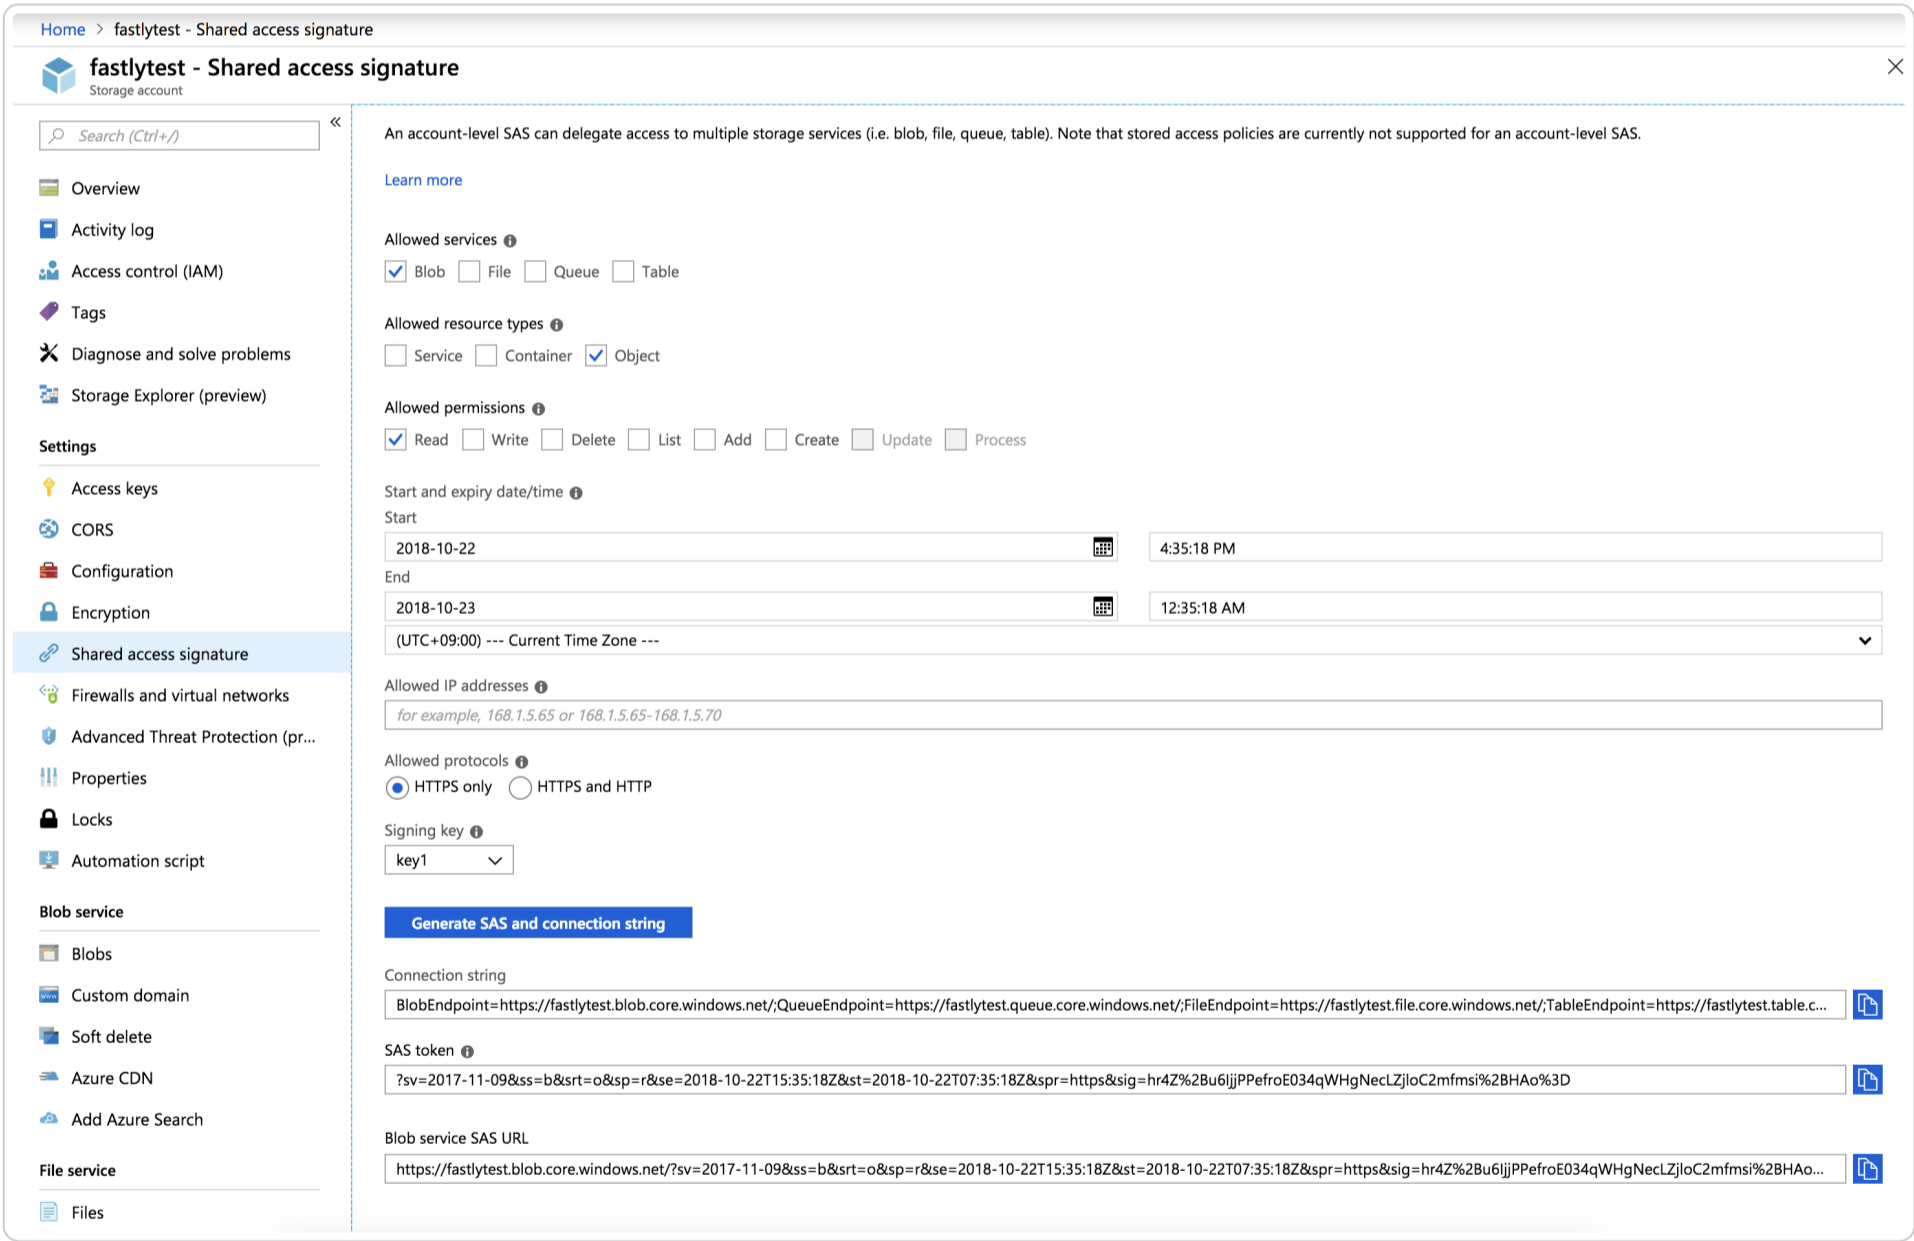 Home > fastlytest - Shared access signature
fastlytest - Shared access signature
Storage account
Search (Ctrl+/)
«
Overview
Activity log
Access control (IAM)
Tags
Diagnose and solve problems
Storage Explorer (preview)
Settings
Access keys
CORS
Configuration
Encryption
Shared access signature
Firewalls and virtual networks
Advanced Threat Protection (pr...
Properties
Locks
Automation script
Blob service
Blobs
Custom domain
Soft delete
Azure CDN
Add Azure Search
File service
Files
An account-level SAS can delegate access to multiple storage services (i.e. blob, file, queue, table). Note that stored access policies are currently not supported for an account-level SAS.
Learn more
Allowed services
Blob File Queue Table
Allowed resource types
Service Container Object
Allowed permissions
Read Write Delete List Add Create Update Process
Start and expiry date/time
Start
2018-10-22 4:35:18 PM
End
2018-10-23 12:35:18 AM
(UTC+09:00) --- Current Time Zone ---
Allowed IP addresses
for example, 168.1.5.65 or 168.1.5.65-168.1.5.70
Allowed protocols
HTTPS only HTTPS and HTTP
Signing key
key1
Generate SAS and connection string
Connection string
BlobEndpoint=https://fastlytest.blob.core.windows.net/;QueueEndpoint=https://fastlytest.queue.core.windows.net/;FileEndpoint=https://fastlytest.file.core.windows.net/;TableEndpoint=https://fastlytest.table.c...
SAS token
?sv=2017-11-09&ss=b&srt=o&sp=r&se=2018-10-22T15:35:18Z&st=2018-10-22T07:35:18Z&spr=https&sig=hr4Z%2Bu6IjjPPefroE034qWHgNecLZjloC2mfmsi%2BHAo%3D
Blob service SAS URL
https://fastlytest.blob.core.windows.net/?sv=2017-11-09&ss=b&srt=o&sp=r&se=2018-10-22T15:35:18Z&st=2018-10-22T07:35:18Z&spr=https&sig=hr4Z%2Bu6IjjPPefroE034qWHgNecLZjloC2mfmsi%2BHAo...